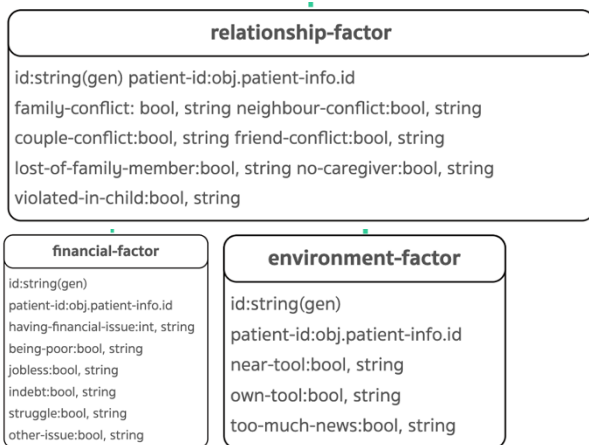 relationship-factor
id:string(gen) patient-id:obj.patient-info.id
family-conflict: bool, string neighbour-conflict:bool, string
couple-conflict:bool, string friend-conflict:bool, string
lost-of-family-member:bool, string no-caregiver:bool, string
violated-in-child:bool, string
financial-factor
id:string(gen)
patient-id:obj.patient-info.id
having-financial-issue:int, string
being-poor:bool, string
jobless:bool, string
indebt:bool, string
struggle:bool, string
other-issue:bool, string
environment-factor
id:string(gen)
patient-id:obj.patient-info.id
near-tool:bool, string
own-tool:bool, string
too-much-news:bool, string